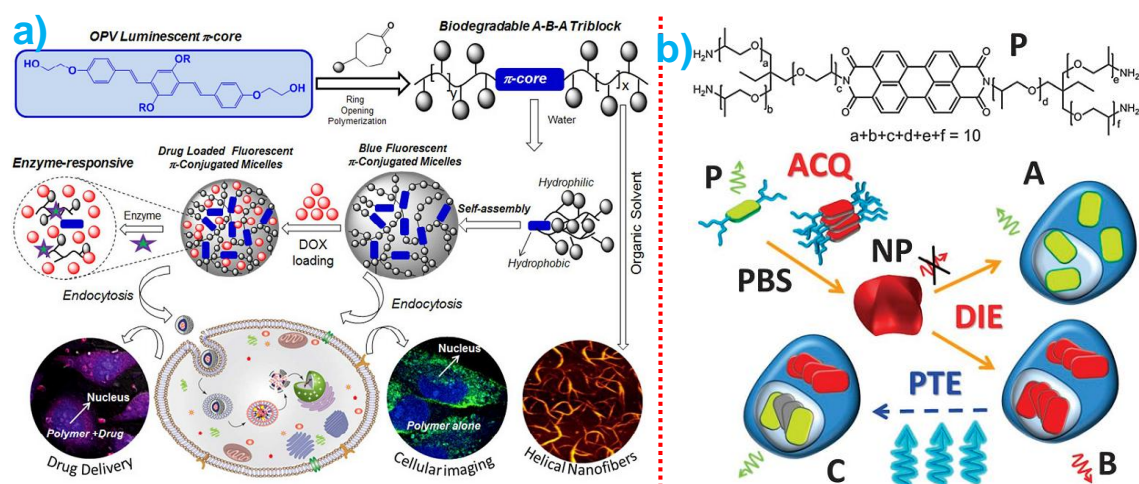 a)
OPV Luminescent π-core
HO
O
OR
RO
O
OH
O
O
Ring
Opening
Polymerization
Biodegradable A-B-A Triblock
y
π-core
x
Water
Organic Solvent
Enzyme-responsive
Drug Loaded Fluorescent
π-Conjugated Micelles
Blue Fluorescent
π-Conjugated Micelles
Hydrophilic
Self-assembly
Hydrophobic
Enzyme
DOX
loading
Endocytosis
Endocytosis
Nucleus
Polymer +Drug
Drug Delivery
Nucleus
Polymer alone
Cellular imaging
Helical Nanofibers
b)
P
H2N
O
a
H2N
O
b
O
c
O
O
N
O
O
N
O
d
O
NH2
e
O
NH2
f
a+b+c+d+e+f = 10
P
ACQ
A
PBS
NP
DIE
PTE
C
B